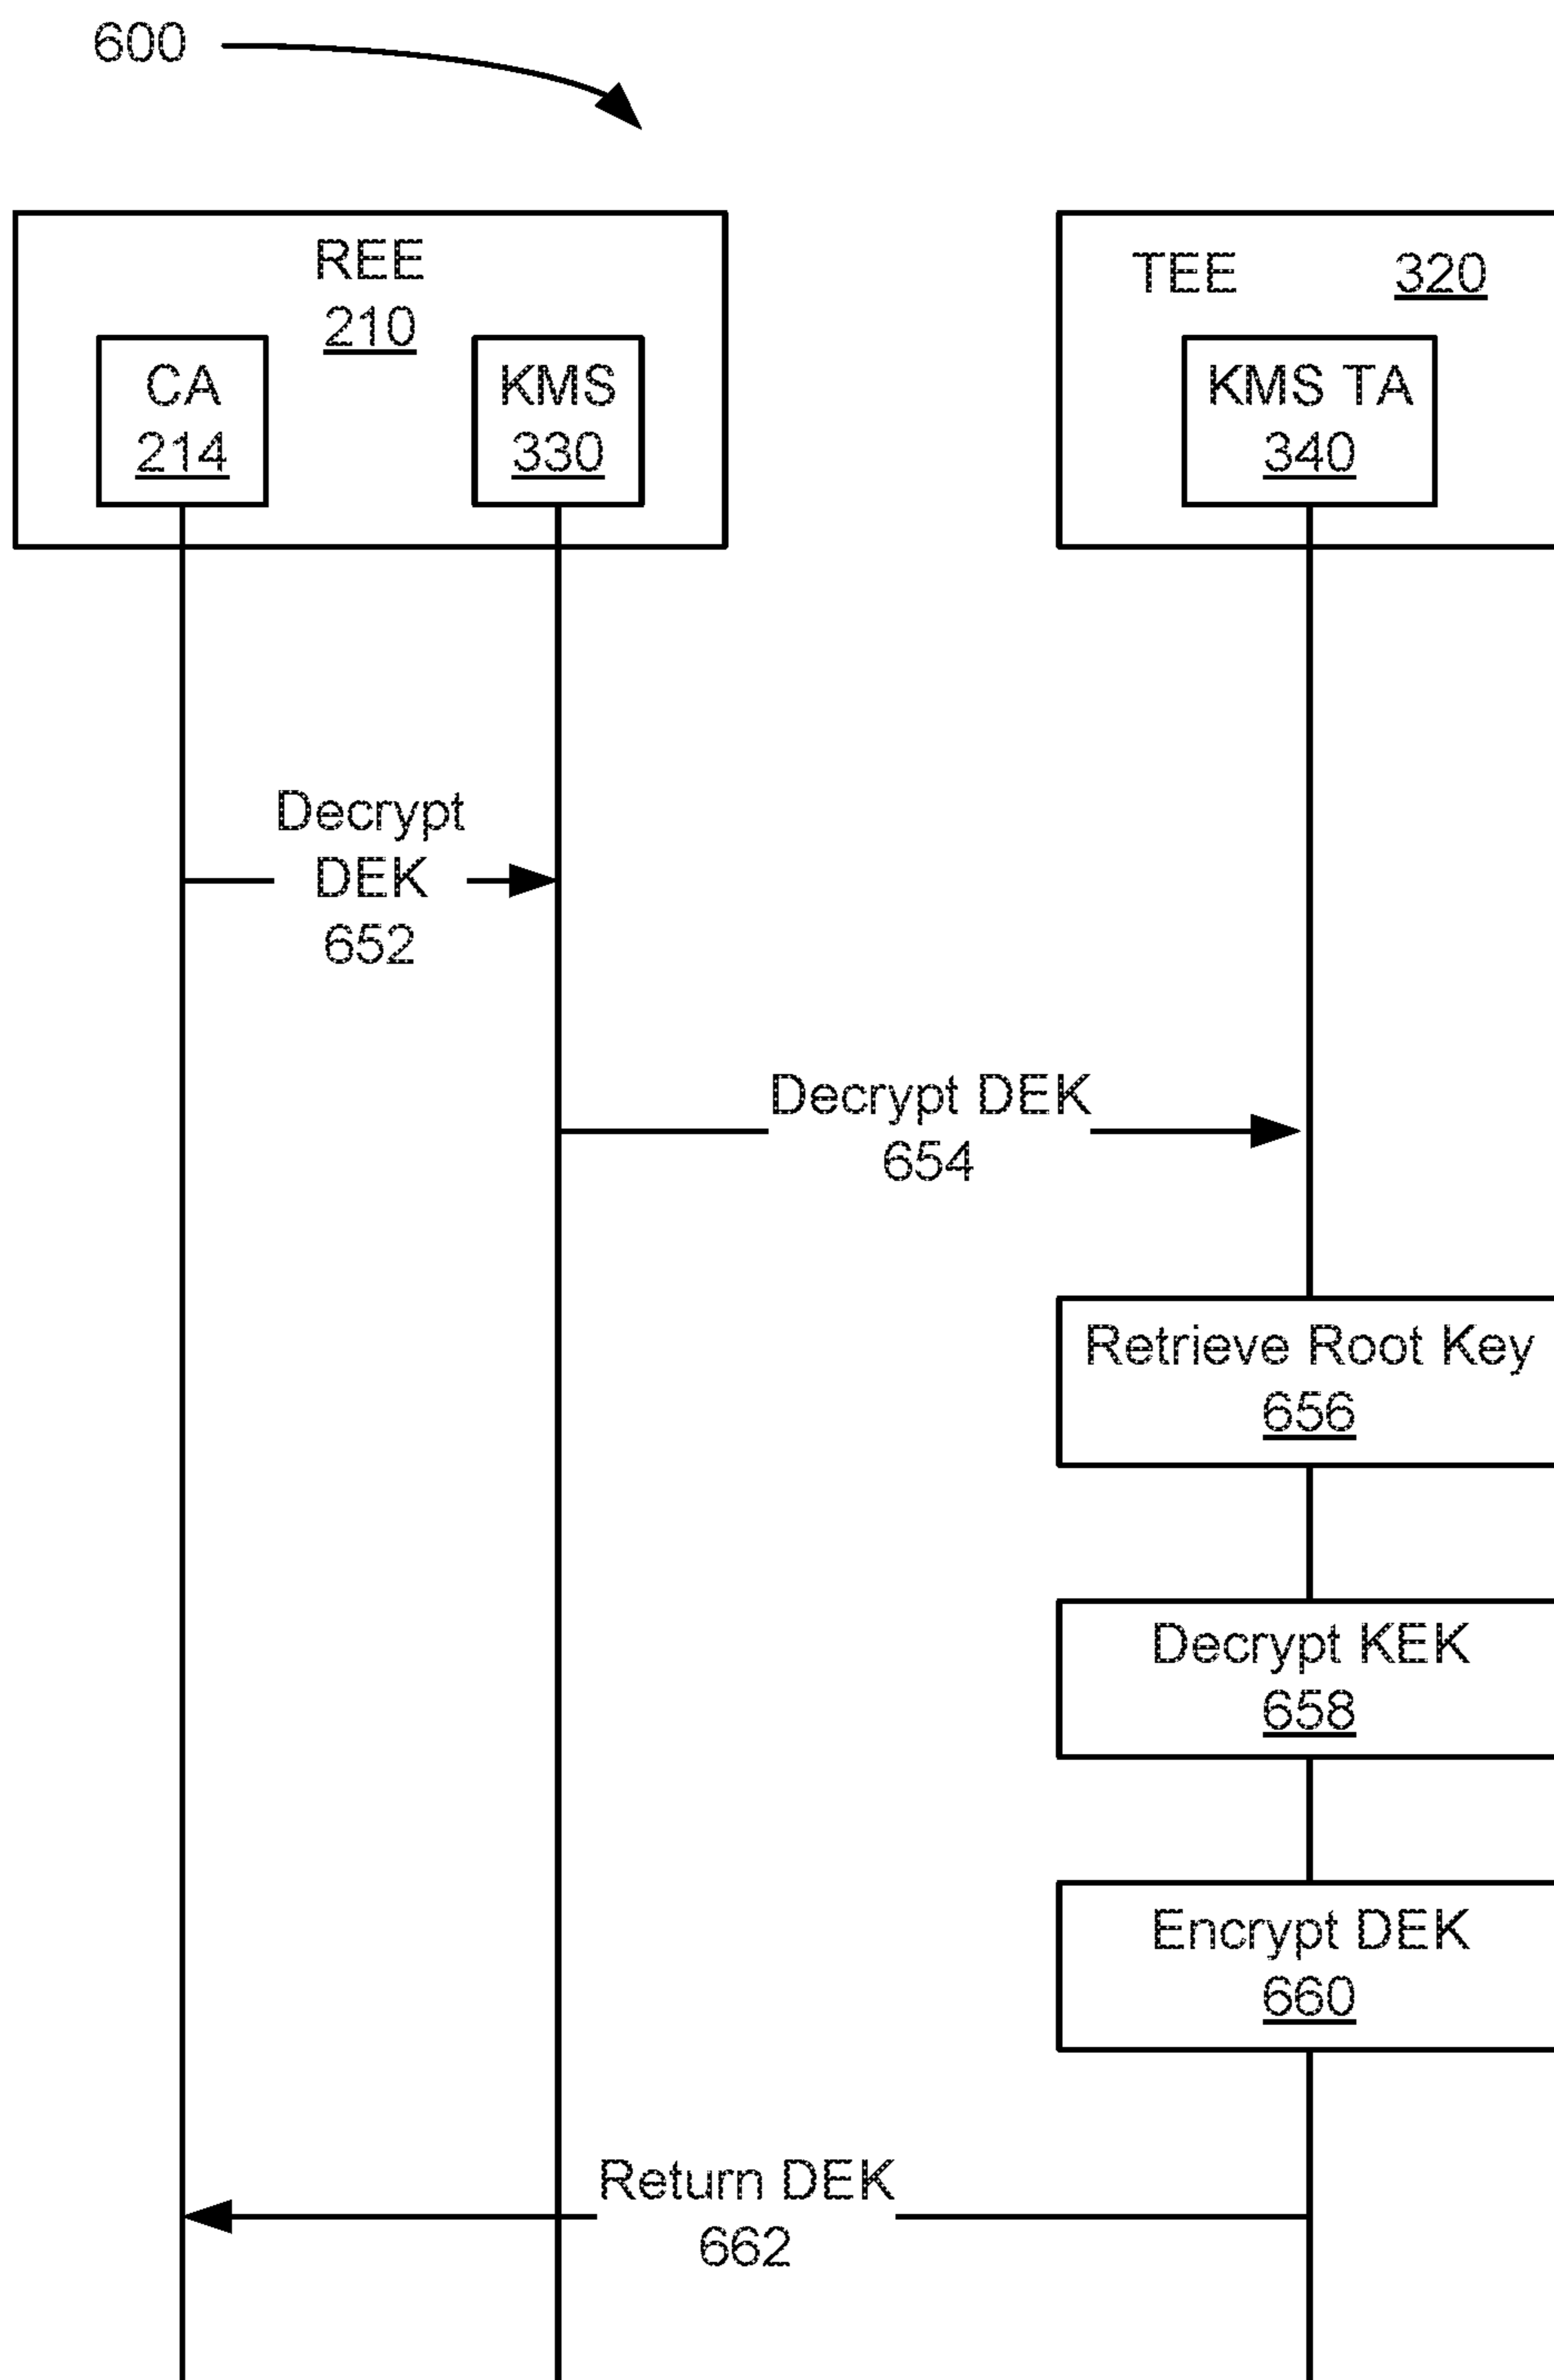 600
REE
210
CA
214
KMS
330
TEE 320
KMS TA
340
Decrypt
DEK
652
Decrypt DEK
654
Retrieve Root Key
656
Decrypt KEK
658
Encrypt DEK
660
Return DEK
662